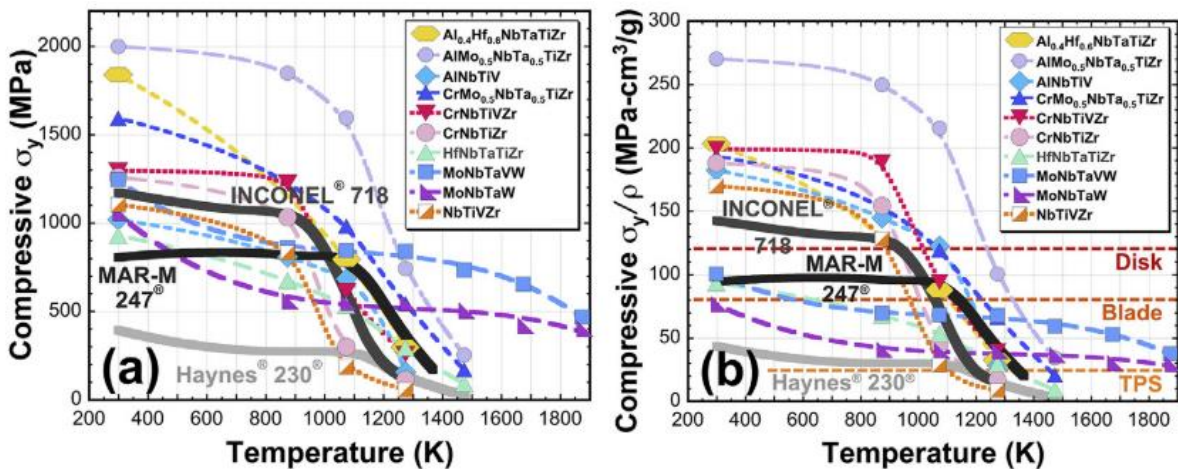 Compressive σy (MPa)
2000
1500
1000
500
0
200 400 600 800 1000 1200 1400 1600 1800
Temperature (K)
(a)
INCONEL® 718
MAR-M
247®
Haynes® 230®
Al0.4Hf0.6NbTaTiZr
AlMo0.5NbTa0.5TiZr
AlNbTiV
CrMo0.5NbTa0.5TiZr
CrNbTiVZr
CrNbTiZr
HfNbTaTiZr
MoNbTaVW
MoNbTaW
NbTiVZr
Compressive σy/ρ (MPa-cm³/g)
300
250
200
150
100
50
0
200 400 600 800 1000 1200 1400 1600 1800
Temperature (K)
(b)
INCONEL®
718
MAR-M
247®
Haynes® 230®
Disk
Blade
TPS
Al0.4Hf0.6NbTaTiZr
AlMo0.5NbTa0.5TiZr
AlNbTiV
CrMo0.5NbTa0.5TiZr
CrNbTiVZr
CrNbTiZr
HfNbTaTiZr
MoNbTaVW
MoNbTaW
NbTiVZr